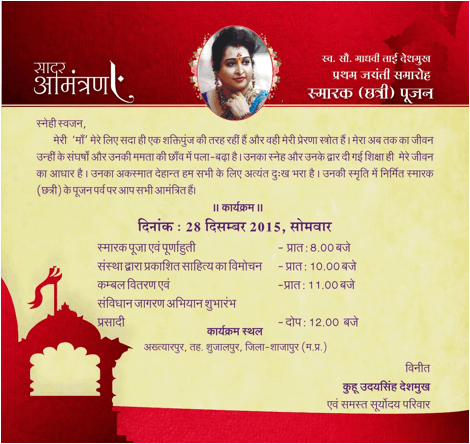 सादर
आमंत्रण
स्व. सौ. माधवी ताई देशमुख
प्रथम जयंती समारोह
स्मारक (छत्री) पूजन
स्नेही स्वजन,
मेरी 'माँ' मेरे लिए सदा ही एक शक्तिपुंज की तरह रहीं हैं और वही मेरी प्रेरणा स्त्रोत हैं। मेरा अब तक का जीवन
उन्हीं के संघर्षों और उनकी ममता की छाँव में पला-बढ़ा है। उनका स्नेह और उनके द्वार दी गई शिक्षा ही मेरे जीवन
का आधार है। उनका अकस्मात देहान्त हम सभी के लिए अत्यंत दुःख भरा है। उनकी स्मृति में निर्मित स्मारक
(छत्री) के पूजन पर्व पर आप सभी आमंत्रित हैं।
॥ कार्यक्रम ॥
दिनांक : 28 दिसम्बर 2015, सोमवार
स्मारक पूजा एवं पूर्णाहुती - प्रात : 8.00 बजे
संस्था द्वारा प्रकाशित साहित्य का विमोचन - प्रात : 10.00 बजे
कम्बल वितरण एवं -प्रात : 11.00 बजे
संविधान जागरण अभियान शुभारंभ
प्रसादी - दोप : 12.00 बजे
कार्यक्रम स्थल
अख्त्यारपुर, तह. शुजालपुर, जिला-शाजापुर (म.प्र.)
विनीत
कुहू उदयसिंह देशमुख
एवं समस्त सूर्योदय परिवार